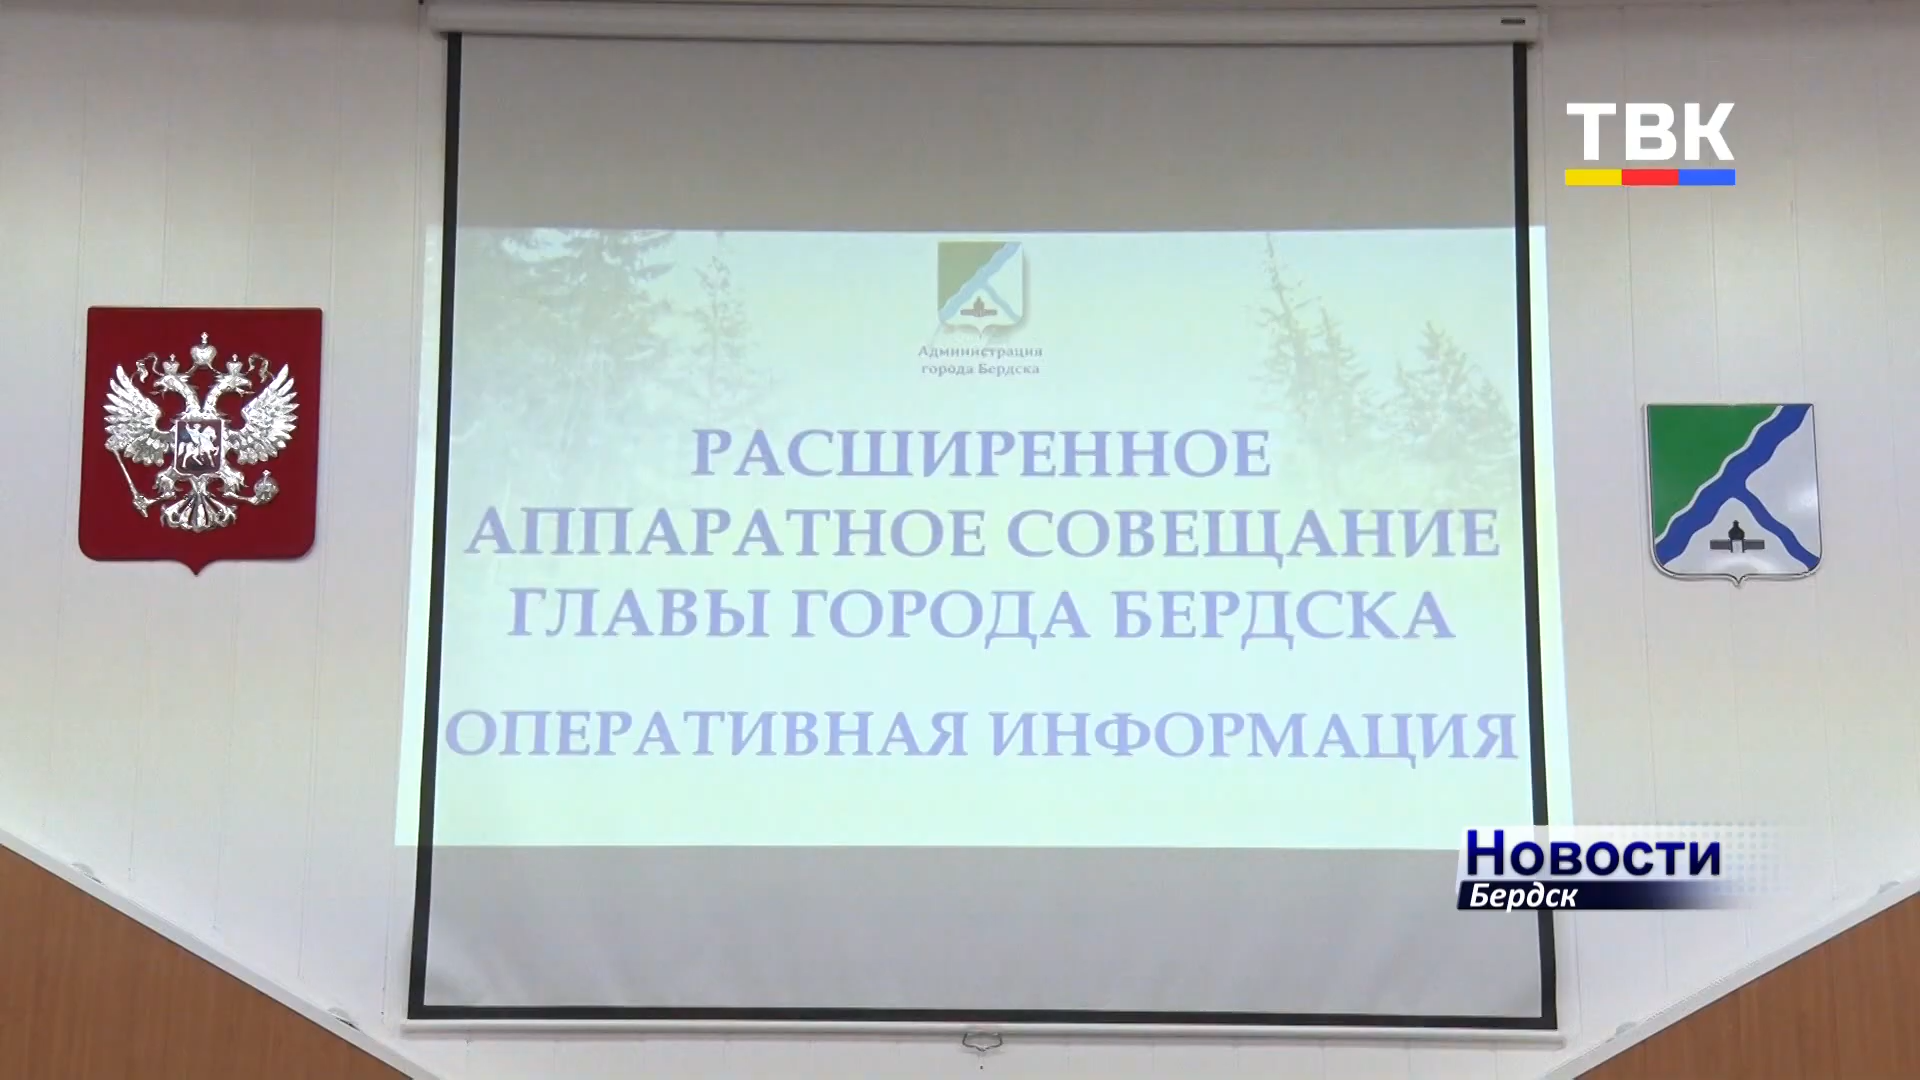 ТВК
Администрация
города Бердска
РАСШИРЕННОЕ
АППАРАТНОЕ СОВЕЩАНИЕ
ГЛАВЫ ГОРОДА БЕРДСКА
ОПЕРАТИВНАЯ ИНФОРМАЦИЯ
Новости
Бердск